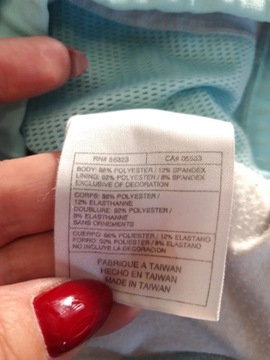 RN# 56323 CA# 05553
BODY: 88% POLYESTER / 12% SPANDEX
LINING: 92% POLYESTER / 8% SPANDEX
EXCLUSIVE OF DECORATION
CORPS: 88% POLYESTER /
12% ELASTHANNE
DOUBLURE: 92% POLYESTER /
8% ELASTHANNE
SANS ORNEMENTS
CUERPO: 88% POLIESTER / 12% ELASTANO
FORRO: 92% POLIESTER / 8% ELASTANO
NO INCLUYE LA DECORACION
FABRIQUE A TAIWAN
HECHO EN TAIWAN
MADE IN TAIWAN